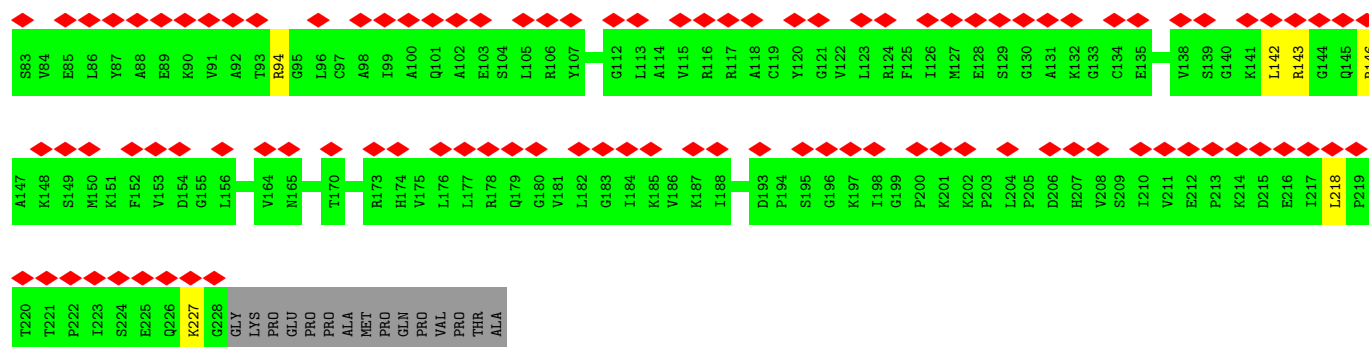 S83 V84 E85 L86 Y87 A88 E89 K90 V91 A92 T93 R94 G95 L96 C97 A98 I99 A100 Q101 A102 E103 S104 L105 R106 Y107 G112 L113 A114 V115 R116 R117 A118 C119 Y120 G121 V122 L123 R124 F125 I126 M127 E128 S129 G130 A131 K132 G133 C134 E135 V138 S139 G140 K141 L142 R143 G144 Q145
A147 K148 S149 M150 K151 F152 V153 D154 G155 L156 V164 N165 T170 R173 H174 V175 L176 L177 R178 Q179 G180 V181 L182 G183 I184 K185 V186 K187 I188 D193 P194 S195 G196 K197 I198 G199 P200 K201 K202 P203 L204 P205 D206 H207 V208 S209 I210 V211 E212 P213 K214 D215 E216 I217 L218 P219
T220 T221 P222 I223 S224 E225 Q226 K227 G228 GLY LYS PRO GLU PRO PRO ALA MET PRO GLN PRO VAL PRO THR ALA